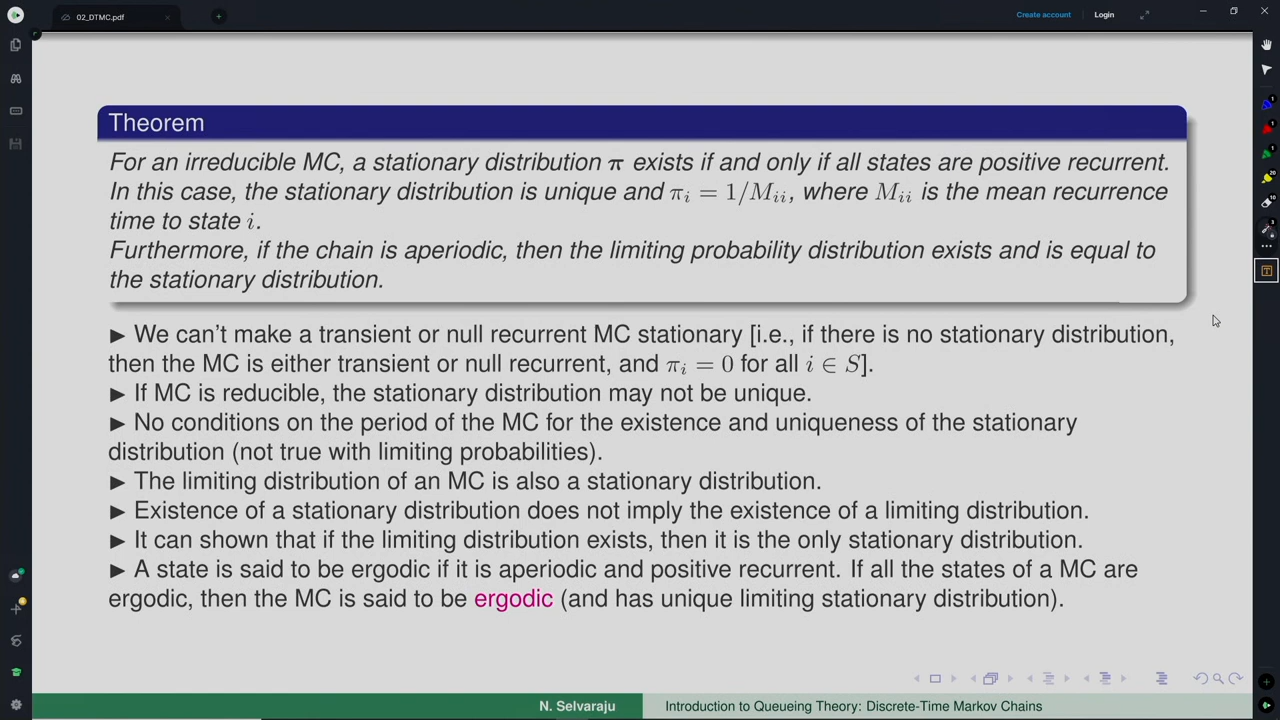 02_DTMC.pdf
Create account Login
Theorem
For an irreducible MC, a stationary distribution π exists if and only if all states are positive recurrent.
In this case, the stationary distribution is unique and πᵢ = 1/Mᵢᵢ, where Mᵢᵢ is the mean recurrence
time to state i.
Furthermore, if the chain is aperiodic, then the limiting probability distribution exists and is equal to
the stationary distribution.
► We can't make a transient or null recurrent MC stationary [i.e., if there is no stationary distribution,
then the MC is either transient or null recurrent, and πᵢ = 0 for all i ∈ S].
► If MC is reducible, the stationary distribution may not be unique.
► No conditions on the period of the MC for the existence and uniqueness of the stationary
distribution (not true with limiting probabilities).
► The limiting distribution of an MC is also a stationary distribution.
► Existence of a stationary distribution does not imply the existence of a limiting distribution.
► It can shown that if the limiting distribution exists, then it is the only stationary distribution.
► A state is said to be ergodic if it is aperiodic and positive recurrent. If all the states of a MC are
ergodic, then the MC is said to be ergodic (and has unique limiting stationary distribution).
N. Selvaraju Introduction to Queueing Theory: Discrete-Time Markov Chains